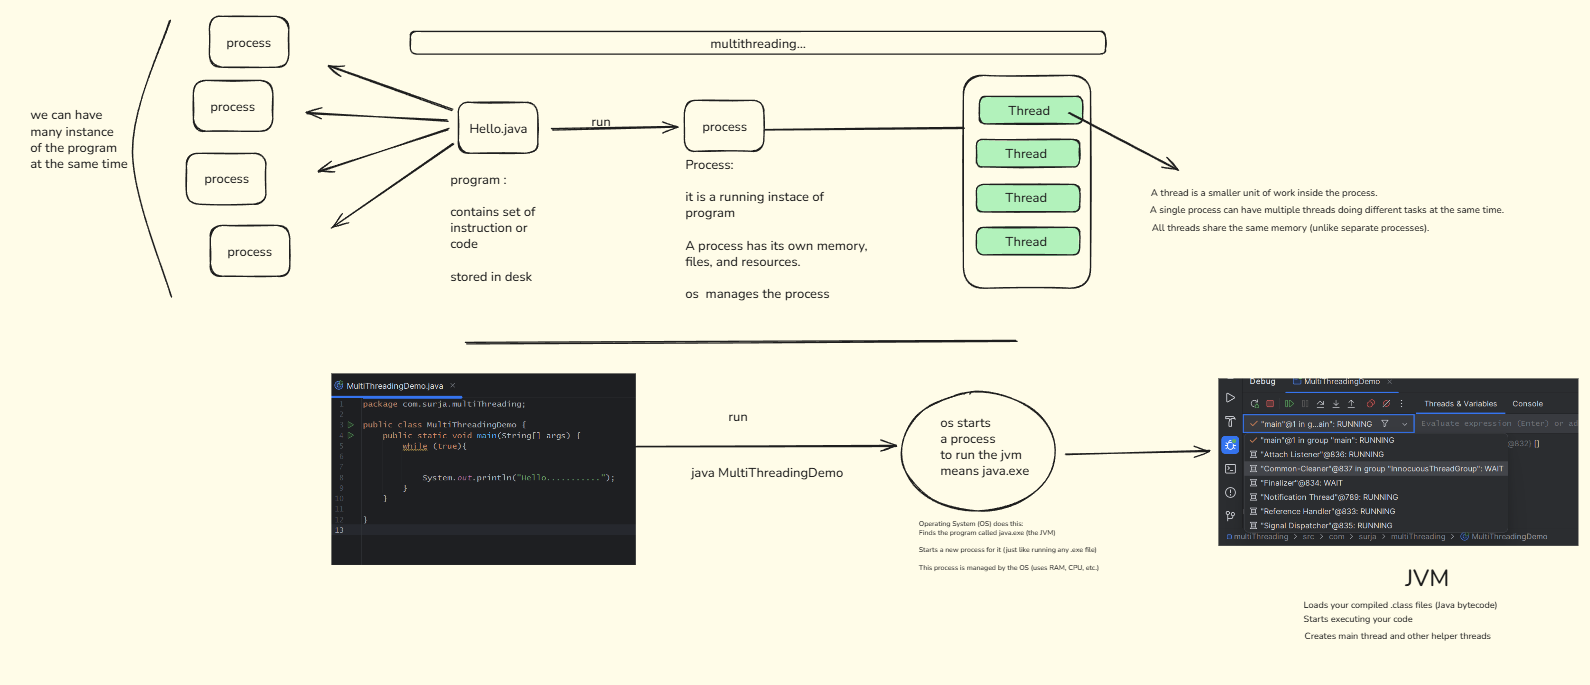 multithreading...
process
process
process
process
we can have
many instance
of the program
at the same time
Hello.java
run
process
program :
contains set of
instruction or
code
stored in desk
Process:
it is a running instace of
program
A process has its own memory,
files, and resources.
os manages the process
Thread
Thread
Thread
Thread
A thread is a smaller unit of work inside the process.
A single process can have multiple threads doing different tasks at the same time.
All threads share the same memory (unlike separate processes).
MultiThreadingDemo.java ×
1 package com.surja.multiThreading;
2
3 public class MultiThreadingDemo {
4 public static void main(String[] args) {
5 while (true){
6
7
8 System.out.println("Hello...........");
9 }
10 }
11
12 }
13
run
java MultiThreadingDemo
os starts
a process
to run the jvm
means java.exe
Operating System (OS) does this:
Finds the program called java.exe (the JVM)
Starts a new process for it (just like running any .exe file)
This process is managed by the OS (uses RAM, CPU, etc.)
Debug MultiThreadingDemo ×
Threads & Variables Console
"main"@1 in g...ain": RUNNING
Evaluate expression (Enter) or ad
"main"@1 in group "main": RUNNING
@832) []
"Attach Listener"@836: RUNNING
"Common-Cleaner"@837 in group "InnocuousThreadGroup": WAIT
"Finalizer"@834: WAIT
"Notification Thread"@789: RUNNING
"Reference Handler"@833: RUNNING
"Signal Dispatcher"@835: RUNNING
multiThreading > src > com > surja > multiThreading > MultiThreadingDemo
JVM
Loads your compiled .class files (Java bytecode)
Starts executing your code
Creates main thread and other helper threads